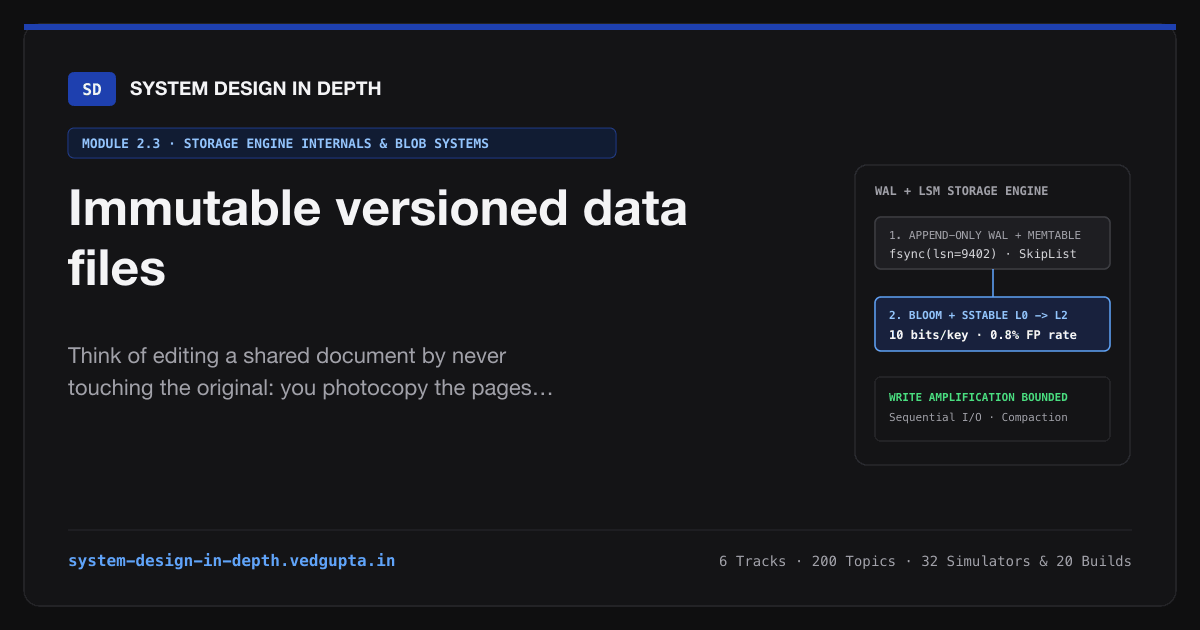 SD
SYSTEM DESIGN IN DEPTH
MODULE 2.3 · STORAGE ENGINE INTERNALS & BLOB SYSTEMS
Immutable versioned data
files
Think of editing a shared document by never
touching the original: you photocopy the pages…
WAL + LSM STORAGE ENGINE
1. APPEND-ONLY WAL + MEMTABLE
fsync(lsn=9402) · SkipList
2. BLOOM + SSTABLE L0 -> L2
10 bits/key · 0.8% FP rate
WRITE AMPLIFICATION BOUNDED
Sequential I/O · Compaction
system-design-in-depth.vedgupta.in
6 Tracks · 200 Topics · 32 Simulators & 20 Builds